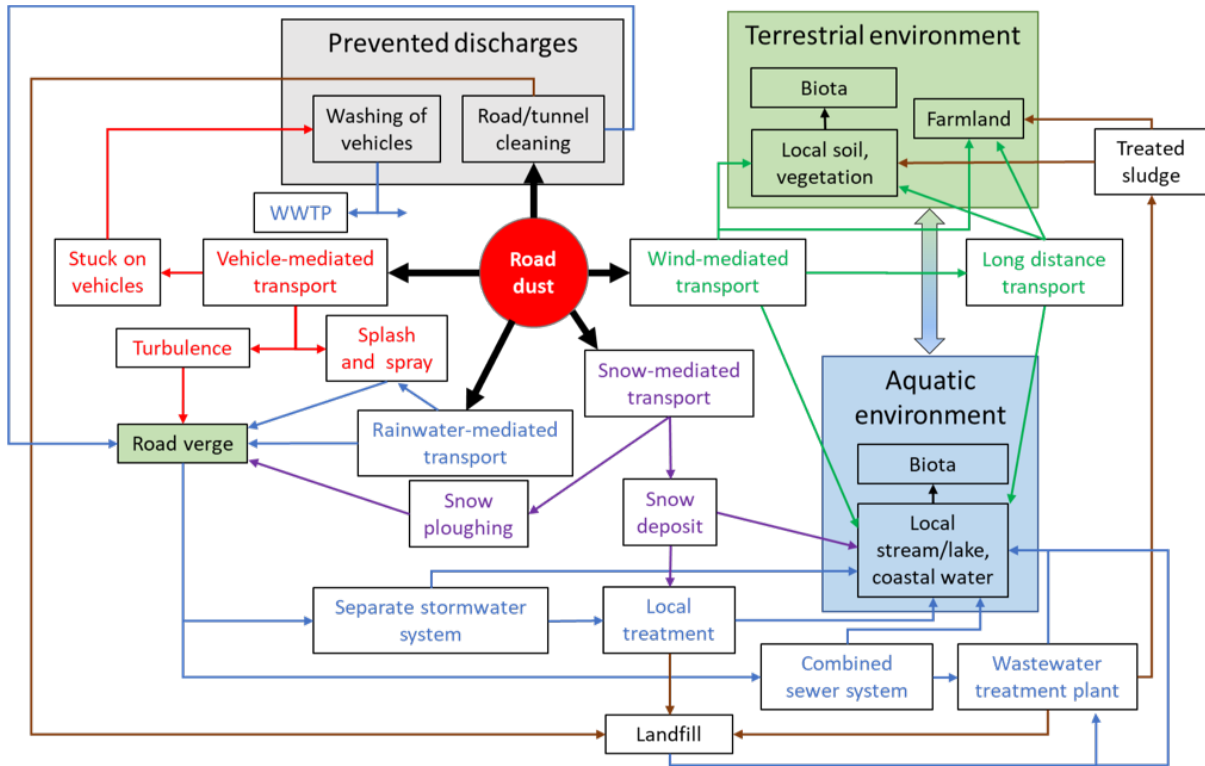 Prevented discharges
Washing of
vehicles
Road/tunnel
cleaning
WWTP
Terrestrial environment
Biota
Farmland
Local soil,
vegetation
Treated
sludge
Stuck on
vehicles
Vehicle-mediated
transport
Road
dust
Wind-mediated
transport
Long distance
transport
Turbulence
Splash
and spray
Snow-mediated
transport
Aquatic
environment
Road verge
Rainwater-mediated
transport
Biota
Snow
ploughing
Snow
deposit
Local
stream/lake,
coastal water
Separate stormwater
system
Local
treatment
Combined
sewer system
Wastewater
treatment plant
Landfill